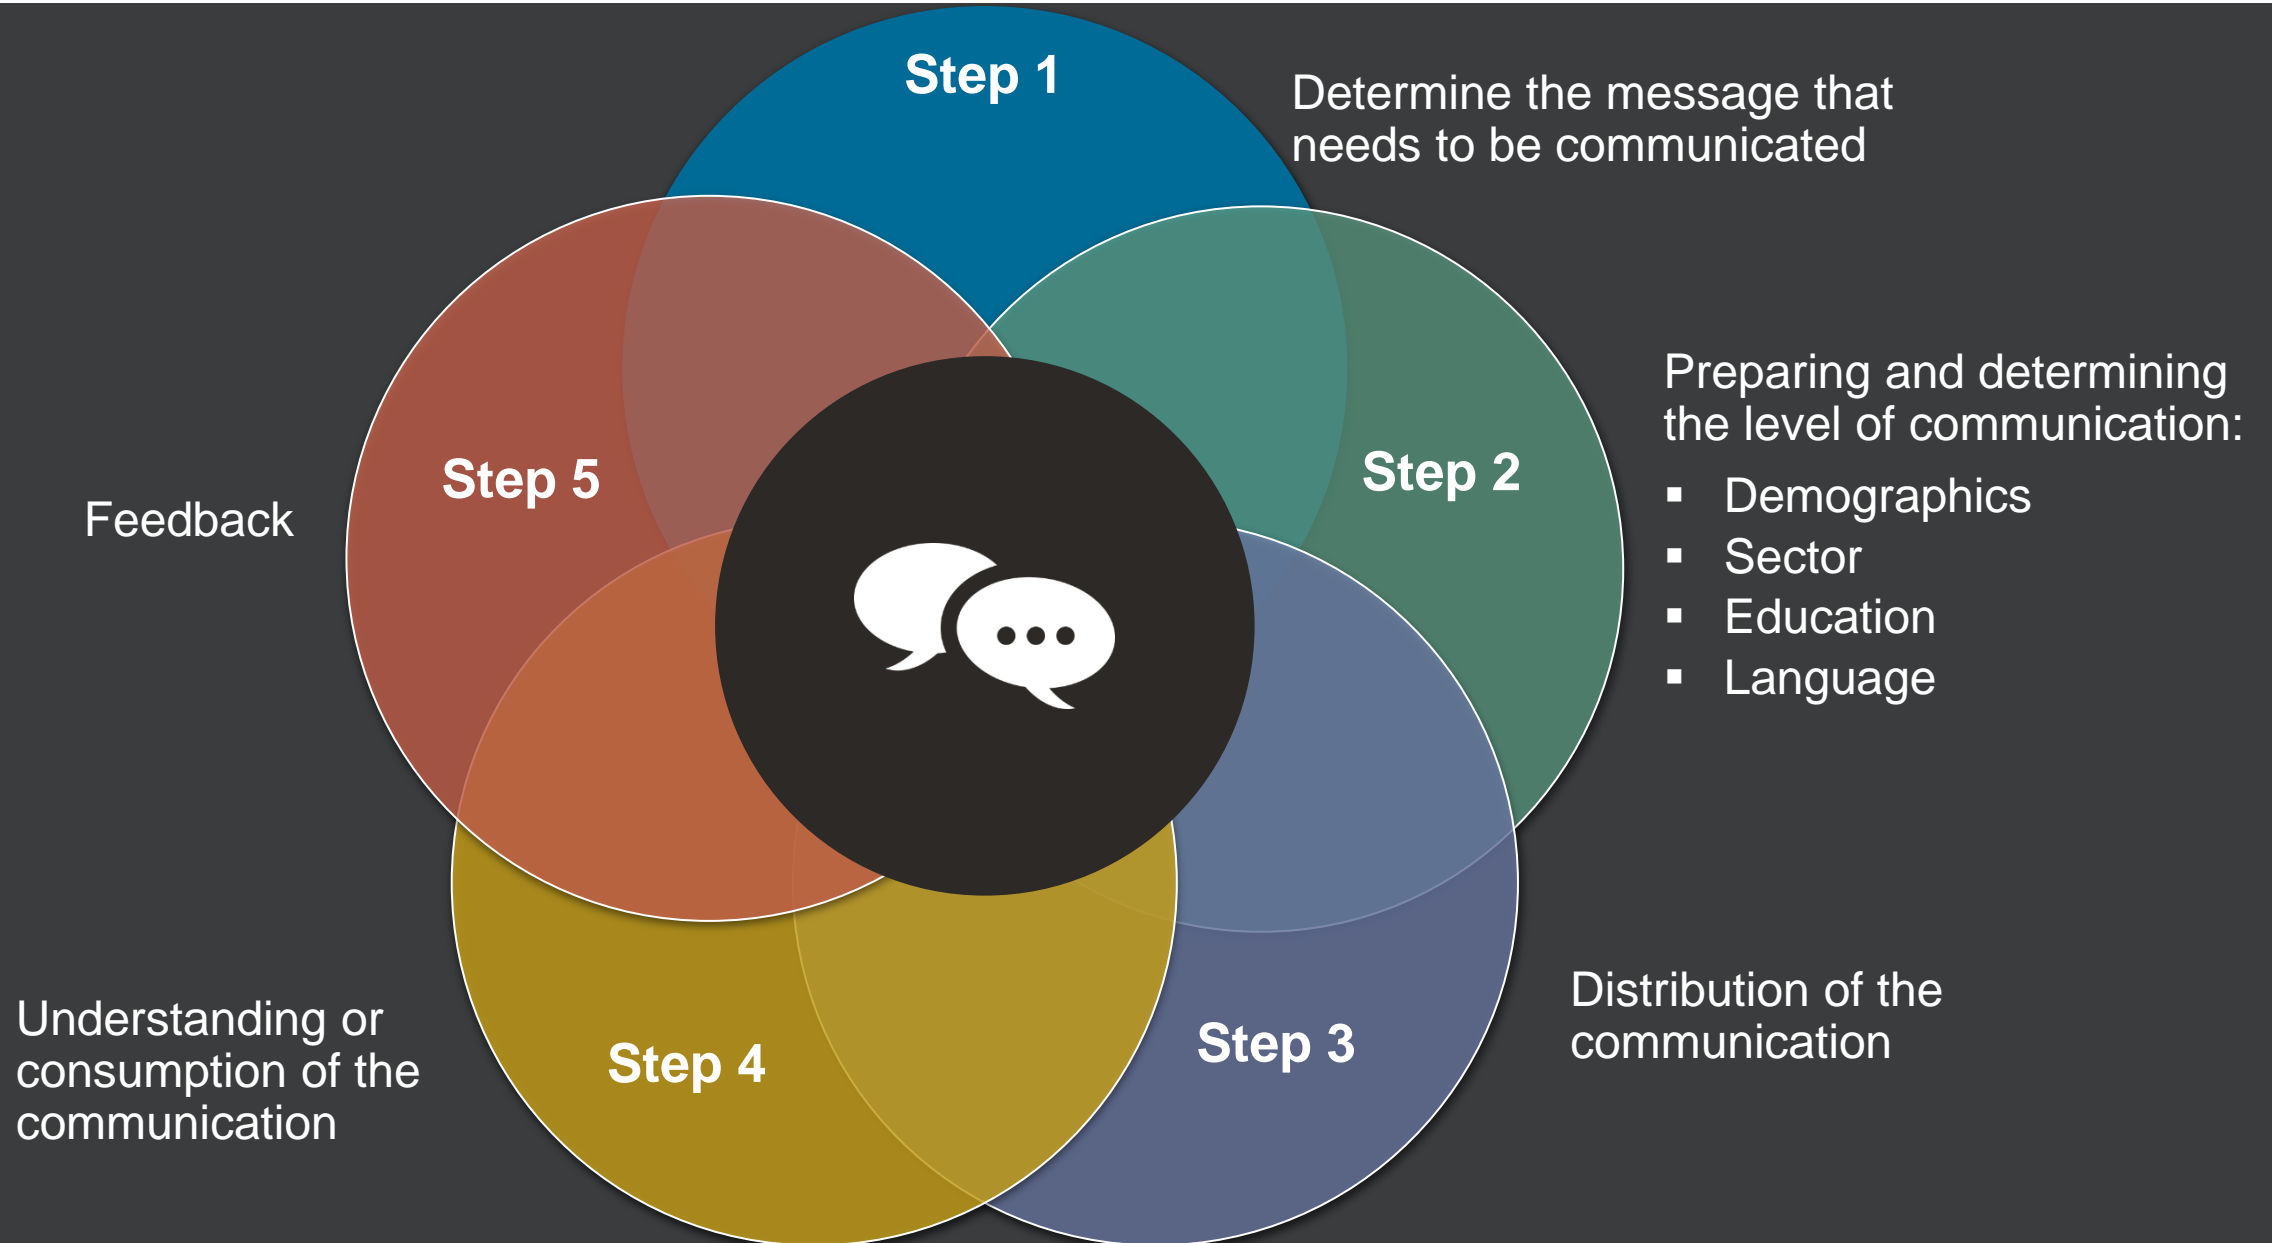 Step 1
Determine the message that
needs to be communicated
Step 2
Preparing and determining
the level of communication:
▪ Demographics
▪ Sector
▪ Education
▪ Language
Step 3
Distribution of the
communication
Step 4
Understanding or
consumption of the
communication
Step 5
Feedback